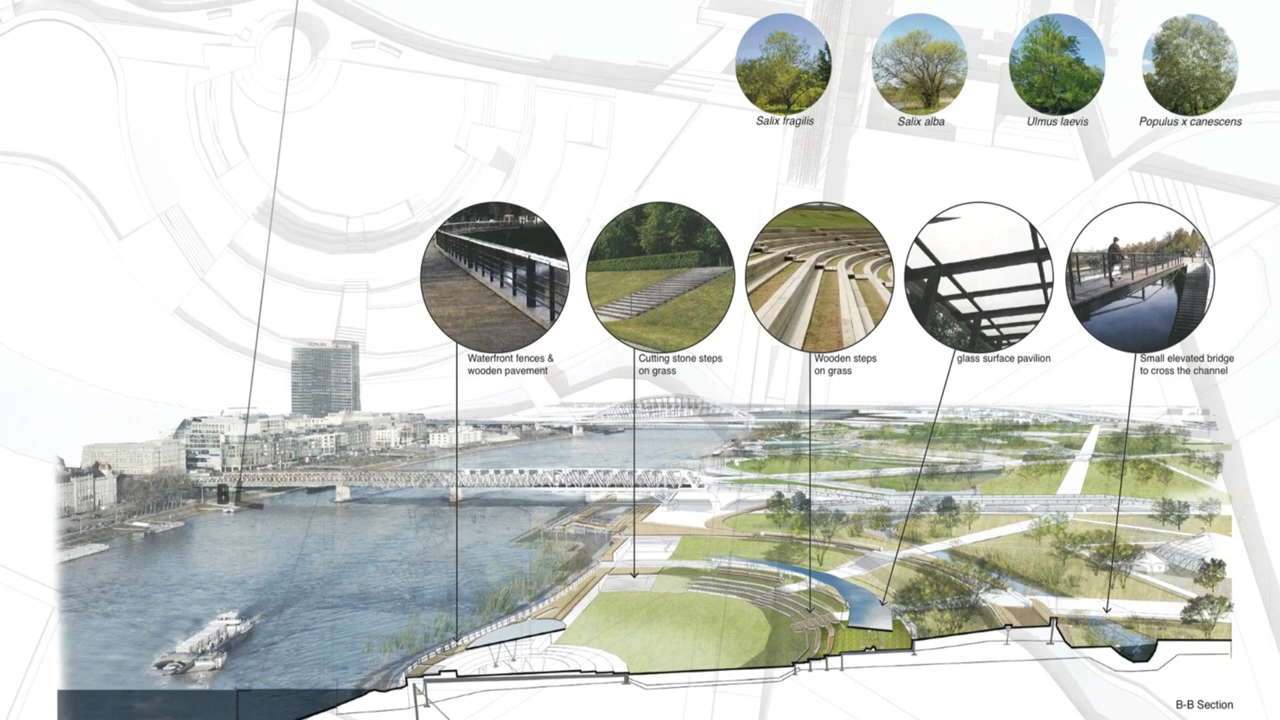 Salix fragilis
Salix alba
Ulmus laevis
Populus x canescens
Waterfront fences &
wooden pavement
Cutting stone steps
on grass
Wooden steps
on grass
glass surface pavilion
Small elevated bridge
to cross the channel
B
B-B Section